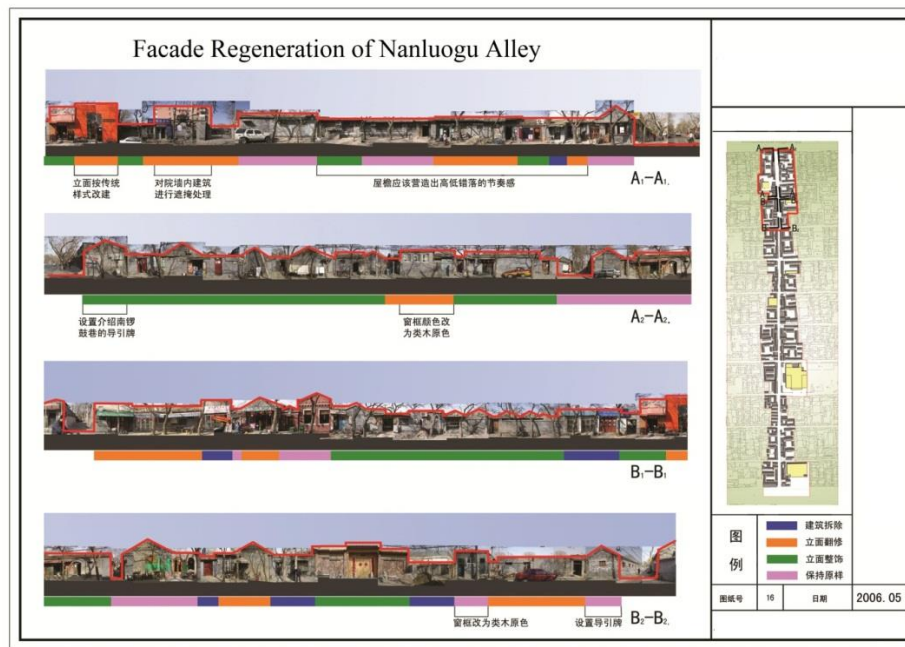 Facade Regeneration of Nanluogu Alley
立面按传统
样式改建
对院墙内建筑
进行遮掩处理
屋檐应该营造出高低错落的节奏感
A₁-A₁.
设置介绍南锣
鼓巷的导引牌
窗框颜色改
为类木原色
A₂-A₂.
B₁-B₁
窗框改为类木原色
设置导引牌
B₂-B₂.
图例
建筑拆除
立面翻修
立面整饰
保持原样
图纸号 16 日期 2006.05